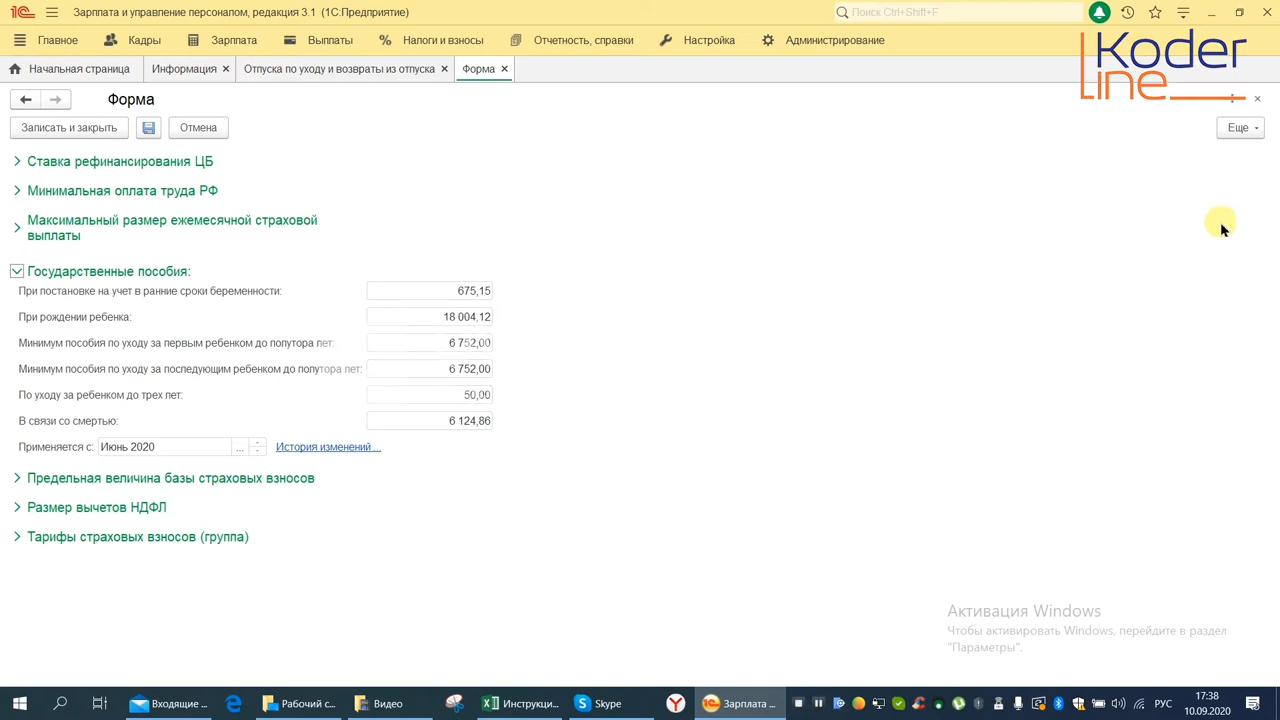 1С Зарплата и управление персоналом, редакция 3.1 (1С:Предприятие) Поиск Ctrl+Shift+F
Главное Кадры Зарплата Выплаты Налоги и взносы Отчетность, справки Настройка Администрирование
Koder
line
Начальная страница Информация Отпуска по уходу и возвраты из отпуска Форма
Форма
Записать и закрыть Отмена Еще
Ставка рефинансирования ЦБ
Минимальная оплата труда РФ
Максимальный размер ежемесячной страховой
выплаты
Государственные пособия:
При постановке на учет в ранние сроки беременности: 675,15
При рождении ребенка: 18 004,12
Минимум пособия по уходу за первым ребенком до полутора лет: 6 752,00
Минимум пособия по уходу за последующим ребенком до полутора лет: 6 752,00
По уходу за ребенком до трех лет: 50,00
В связи со смертью: 6 124,86
Применяется с: Июнь 2020 ... История изменений ...
Предельная величина базы страховых взносов
Размер вычетов НДФЛ
Тарифы страховых взносов (группа)
Активация Windows
Чтобы активировать Windows, перейдите в раздел
"Параметры".
Входящие ... Рабочий с... Видео Инструкци... Skype Зарплата ... РУС 17:38
10.09.2020